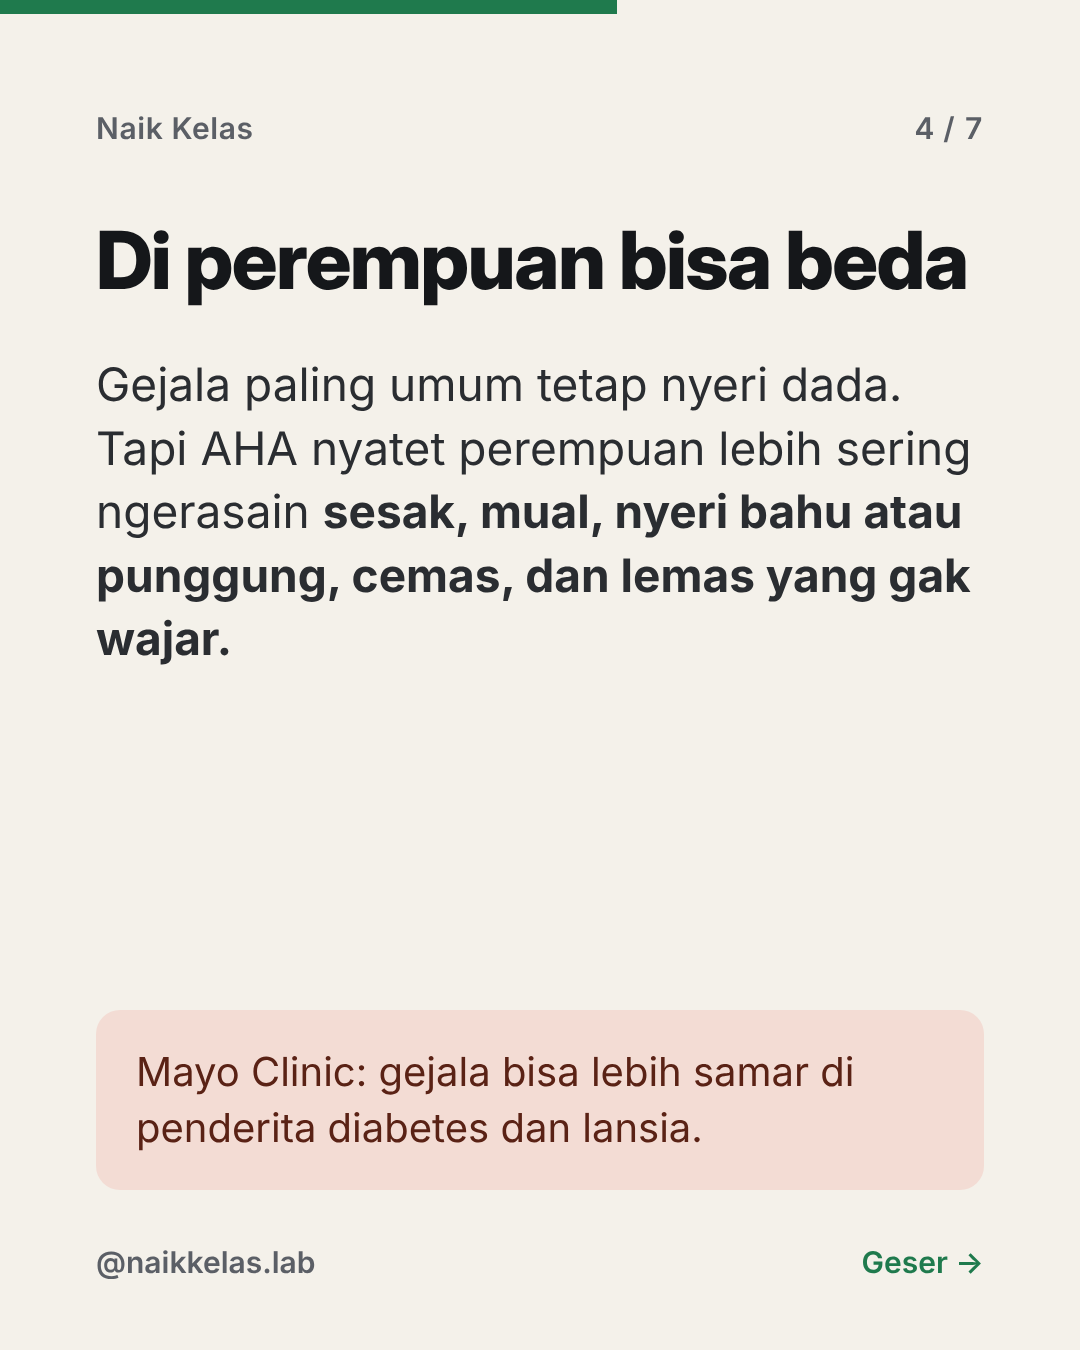 Naik Kelas
4 / 7
Di perempuan bisa beda
Gejala paling umum tetap nyeri dada.
Tapi AHA nyatet perempuan lebih sering
ngerasain sesak, mual, nyeri bahu atau
punggung, cemas, dan lemas yang gak
wajar.
Mayo Clinic: gejala bisa lebih samar di
penderita diabetes dan lansia.
@naikkelas.lab
Geser →